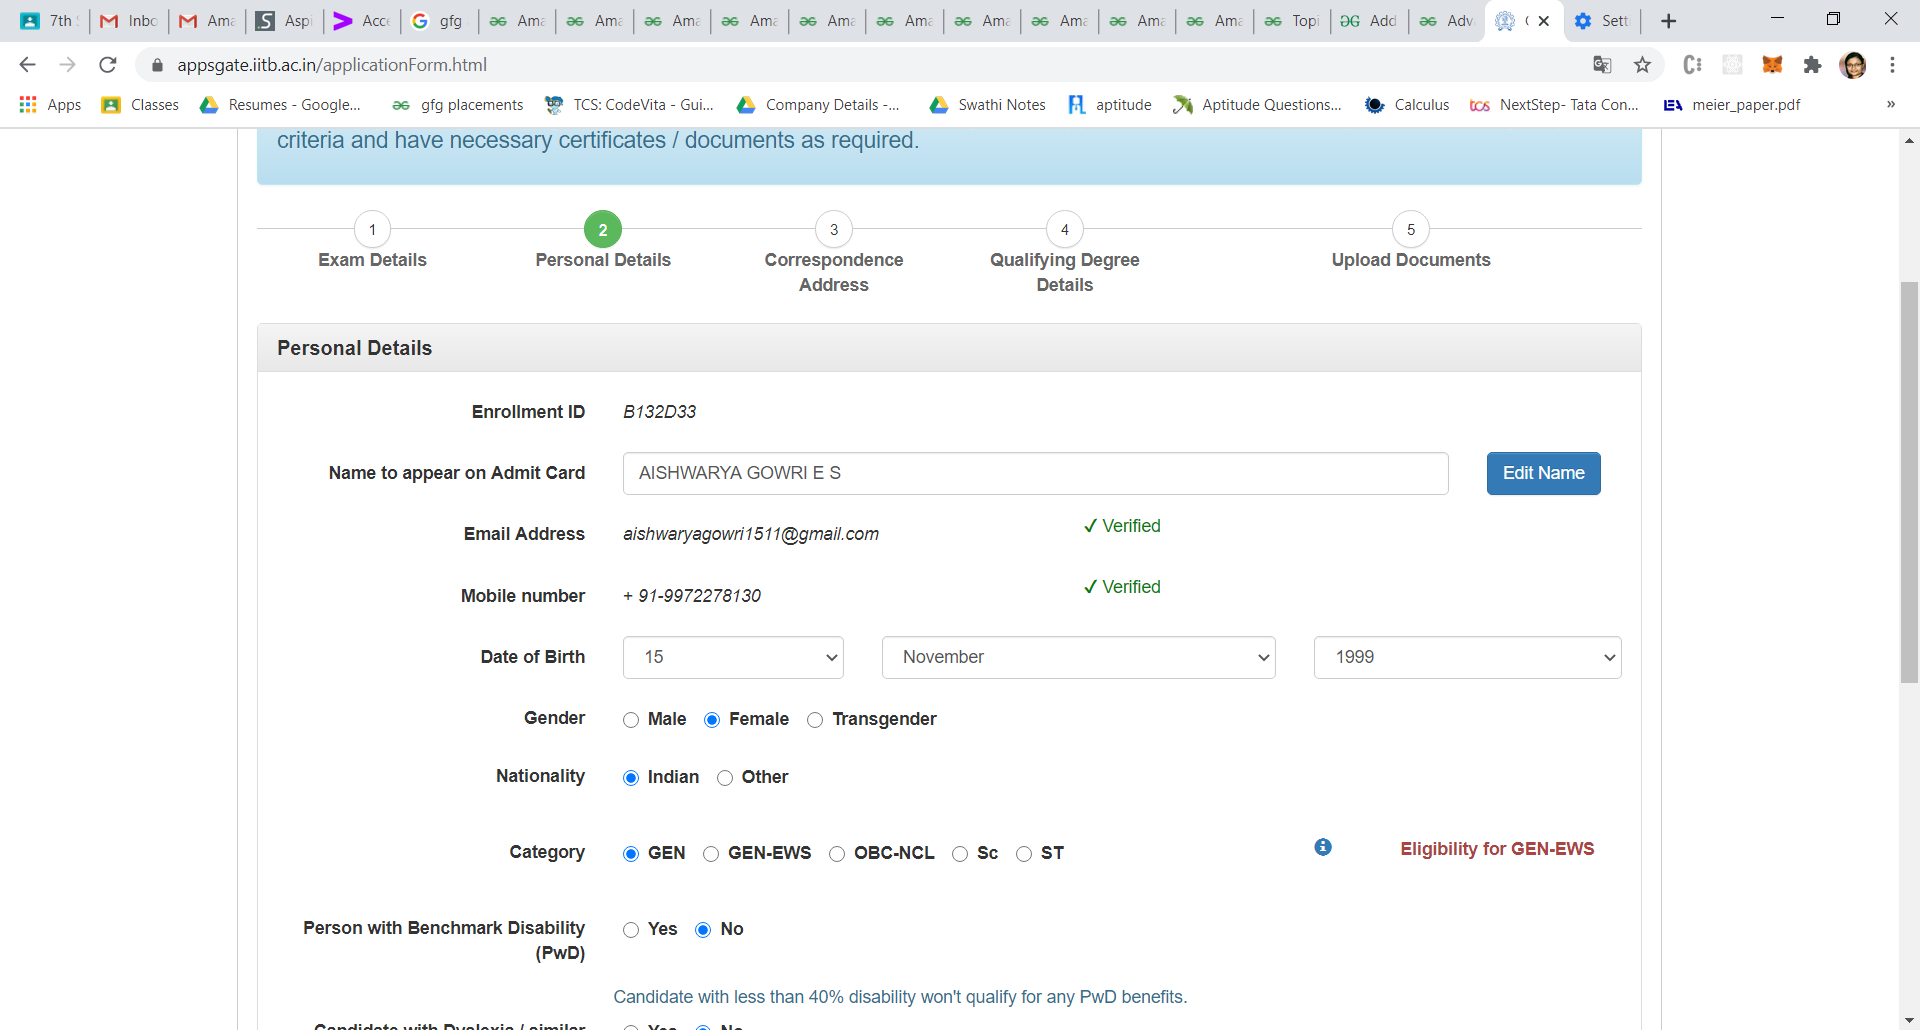 7th
Inbo
Ama
Aspi
Acce
gfg
Ama
Ama
Ama
Ama
Ama
Ama
Ama
Ama
Ama
Ama
Topi
Add
Adv
Sett
appsgate.iitb.ac.in/applicationForm.html
Apps
Classes
Resumes - Google...
gfg placements
TCS: CodeVita - Gui...
Company Details -...
Swathi Notes
aptitude
Aptitude Questions...
Calculus
NextStep- Tata Con...
meier_paper.pdf
»
criteria and have necessary certificates / documents as required.
1
2
3
4
5
Exam Details
Personal Details
Correspondence
Address
Qualifying Degree
Details
Upload Documents
Personal Details
Enrollment ID B132D33
Name to appear on Admit Card AISHWARYA GOWRI E S Edit Name
Email Address aishwaryagowri1511@gmail.com ✓ Verified
Mobile number + 91-9972278130 ✓ Verified
Date of Birth 15 November 1999
Gender Male Female Transgender
Nationality Indian Other
Category GEN GEN-EWS OBC-NCL Sc ST Eligibility for GEN-EWS
Person with Benchmark Disability Yes No
(PwD)
Candidate with less than 40% disability won't qualify for any PwD benefits.
Candidate with Dyslexia / similar Yes No